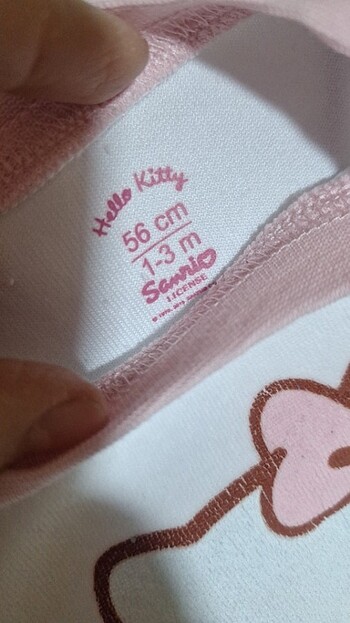 Hello Kitty
56 cm
1-3 m
Sanrio
LICENSE